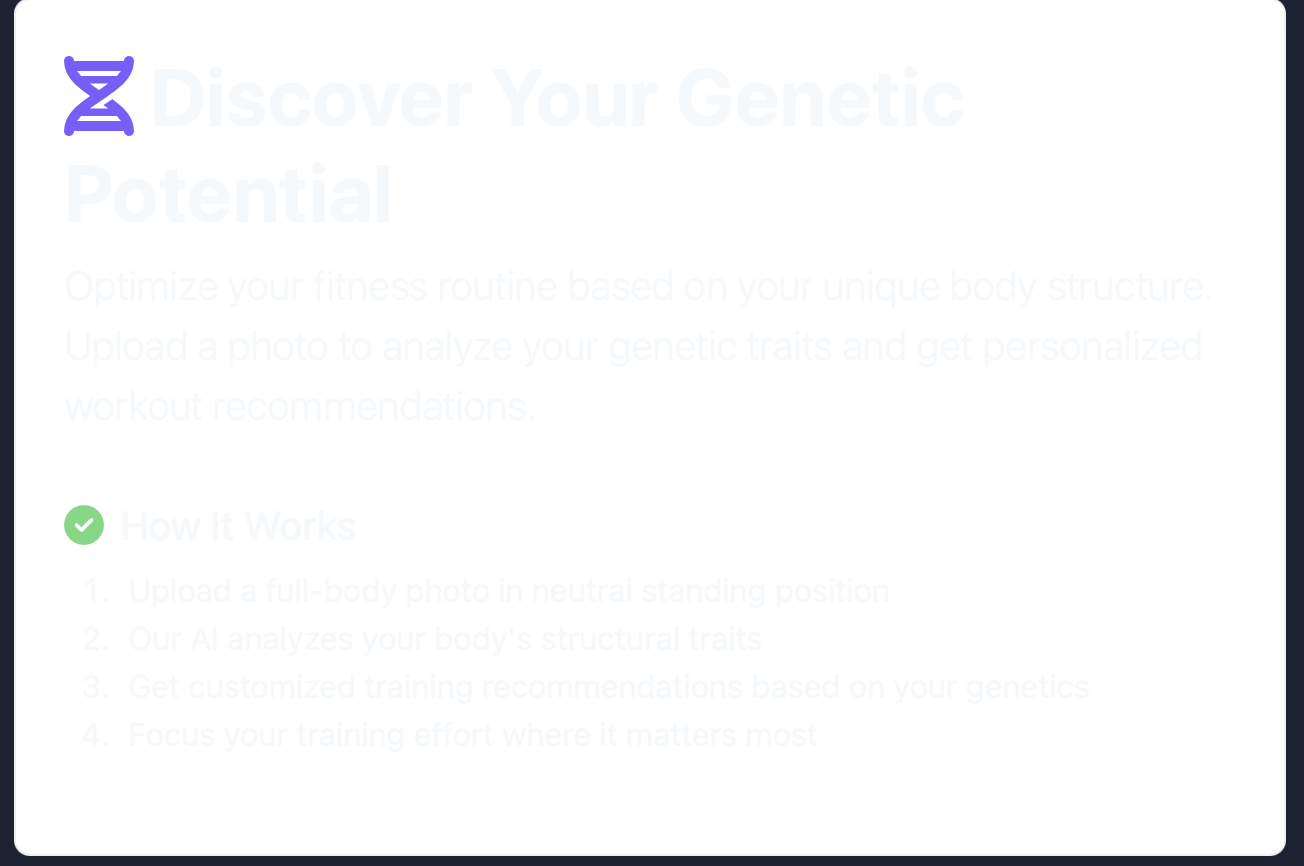 Discover Your Genetic
Potential
Optimize your fitness routine based on your unique body structure.
Upload a photo to analyze your genetic traits and get personalized
workout recommendations.
How It Works
1. Upload a full-body photo in neutral standing position
2. Our AI analyzes your body's structural traits
3. Get customized training recommendations based on your genetics
4. Focus your training effort where it matters most